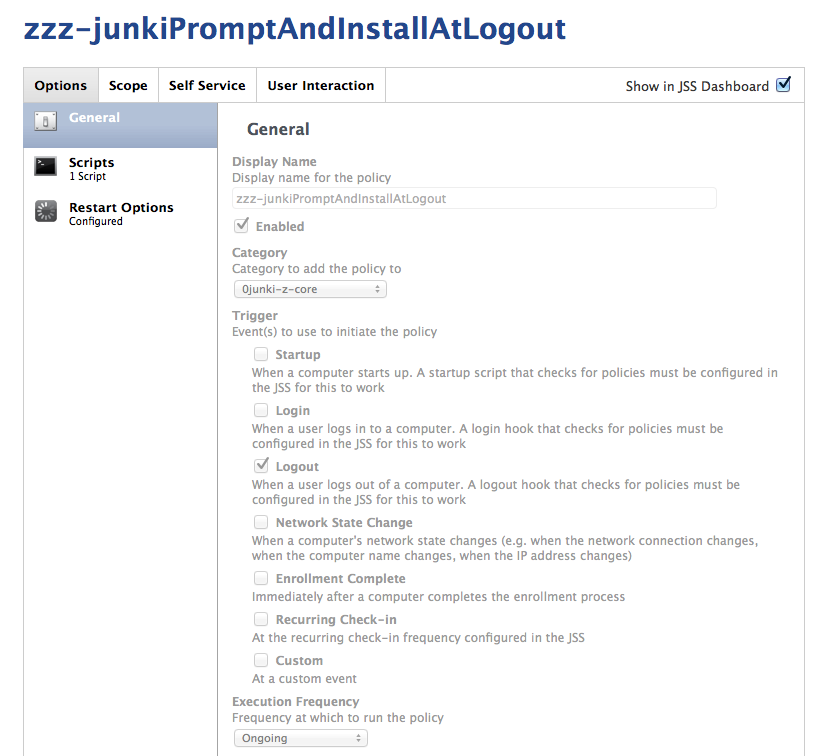 zzz-junkiPromptAndInstallAtLogout
Options Scope Self Service User Interaction Show in JSS Dashboard
General
Scripts
1 Script
Restart Options
Configured
General
Display Name
Display name for the policy
zzz-junkiPromptAndInstallAtLogout
Enabled
Category
Category to add the policy to
0junki-z-core
Trigger
Event(s) to use to initiate the policy
Startup
When a computer starts up. A startup script that checks for policies must be configured in
the JSS for this to work
Login
When a user logs in to a computer. A login hook that checks for policies must be
configured in the JSS for this to work
Logout
When a user logs out of a computer. A logout hook that checks for policies must be
configured in the JSS for this to work
Network State Change
When a computer's network state changes (e.g. when the network connection changes,
when the computer name changes, when the IP address changes)
Enrollment Complete
Immediately after a computer completes the enrollment process
Recurring Check-in
At the recurring check-in frequency configured in the JSS
Custom
At a custom event
Execution Frequency
Frequency at which to run the policy
Ongoing